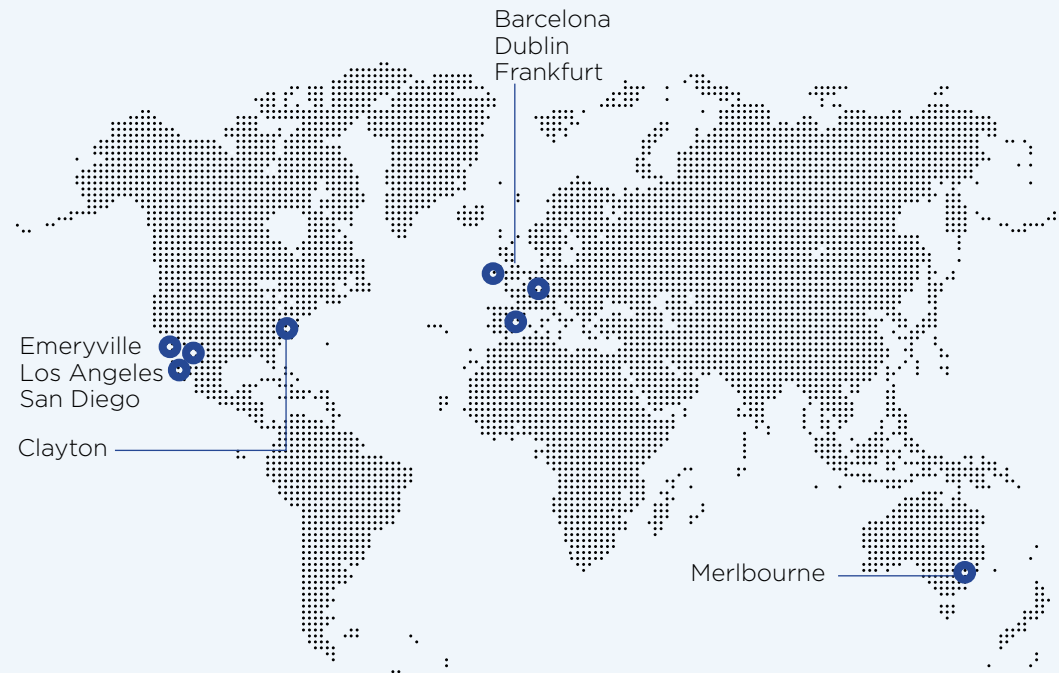 Barcelona
Dublin
Frankfurt
Emeryville
Los Angeles
San Diego
Clayton
Merlbourne